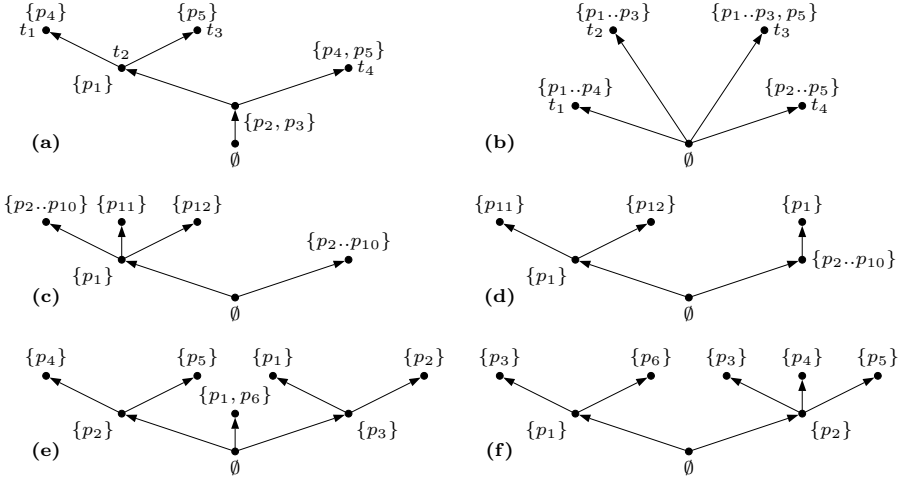 {p4} {p5} {p1..p3} {p1..p3, p5}
t1 t3 t2 t3
t2 {p4, p5}
{p1} t4 {p1..p4} {p2..p5}
t1 t4
(a) {p2, p3} (b)
∅ ∅
{p2..p10} {p11} {p12} {p11} {p12} {p1}
{p2..p10}
{p1} {p1} {p2..p10}
(c) (d)
∅ ∅
{p4} {p5} {p1} {p2} {p3} {p6} {p3} {p4} {p5}
{p1, p6}
{p2} {p3} {p1} {p2}
(e) (f)
∅ ∅